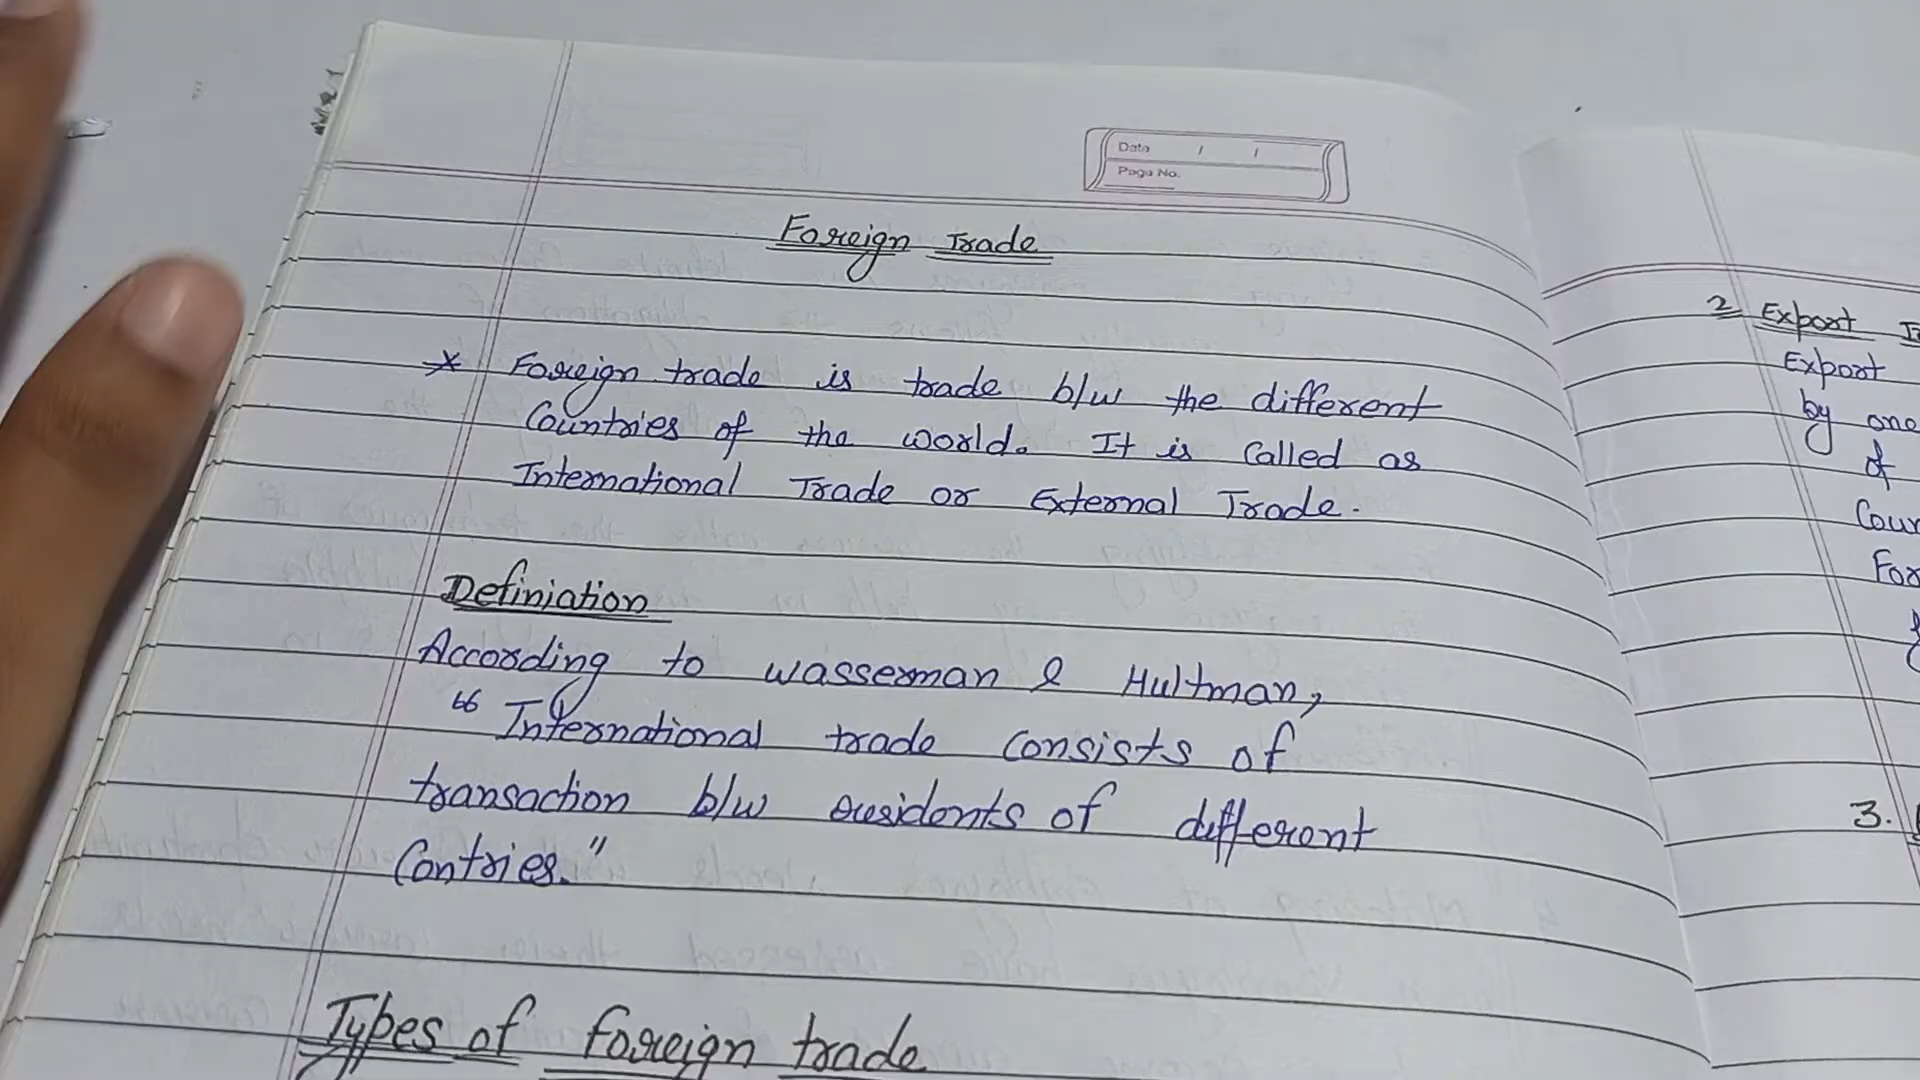 Data / /
Page No.
Foreign Trade
* Foreign trade is trade b/w the different
Countries of the world. It is Called as
International Trade or External Trade.
Definiation
According to wasserman & Hultman,
“International trade Consists of
transaction b/w residents of different
Contries."
Types of foreign trade
2 Export
Export
by one
of
For
3.